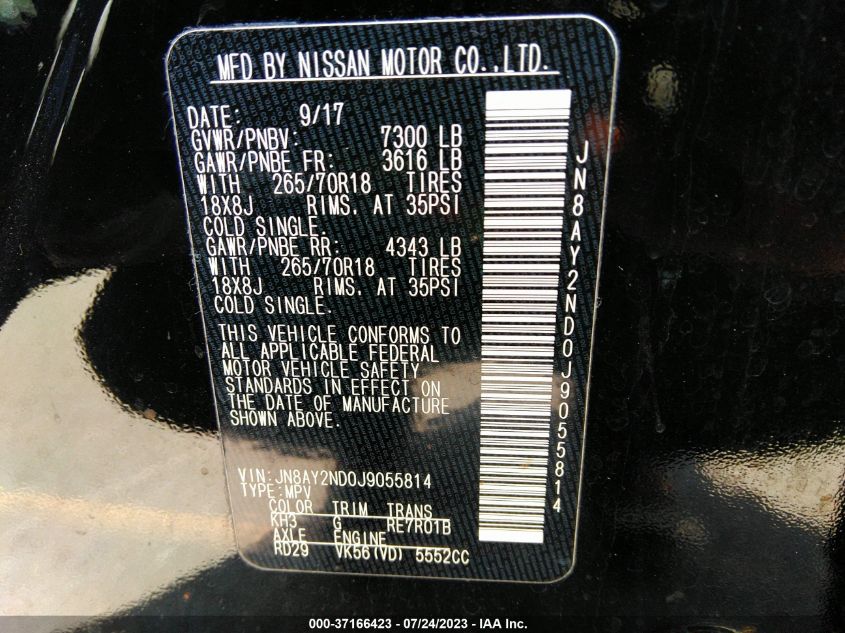 MFD BY NISSAN MOTOR CO.,LTD.
DATE: 9/17
GVWR/PNBV: 7300 LB
GAWR/PNBE FR: 3616 LB
WITH 265/70R18 TIRES
18X8J RIMS. AT 35PSI
COLD SINGLE.
GAWR/PNBE RR: 4343 LB
WITH 265/70R18 TIRES
18X8J RIMS. AT 35PSI
COLD SINGLE.
THIS VEHICLE CONFORMS TO
ALL APPLICABLE FEDERAL
MOTOR VEHICLE SAFETY
STANDARDS IN EFFECT ON
THE DATE OF MANUFACTURE
SHOWN ABOVE.
VIN:JN8AY2ND0J9055814
TYPE:MPV
COLOR TRIM TRANS
KH3 G RE7R01B
AXLE ENGINE
RD29 VK56(VD) 5552CC
JN8AY2ND0J9055814
000-37166423 - 07/24/2023 - IAA Inc.